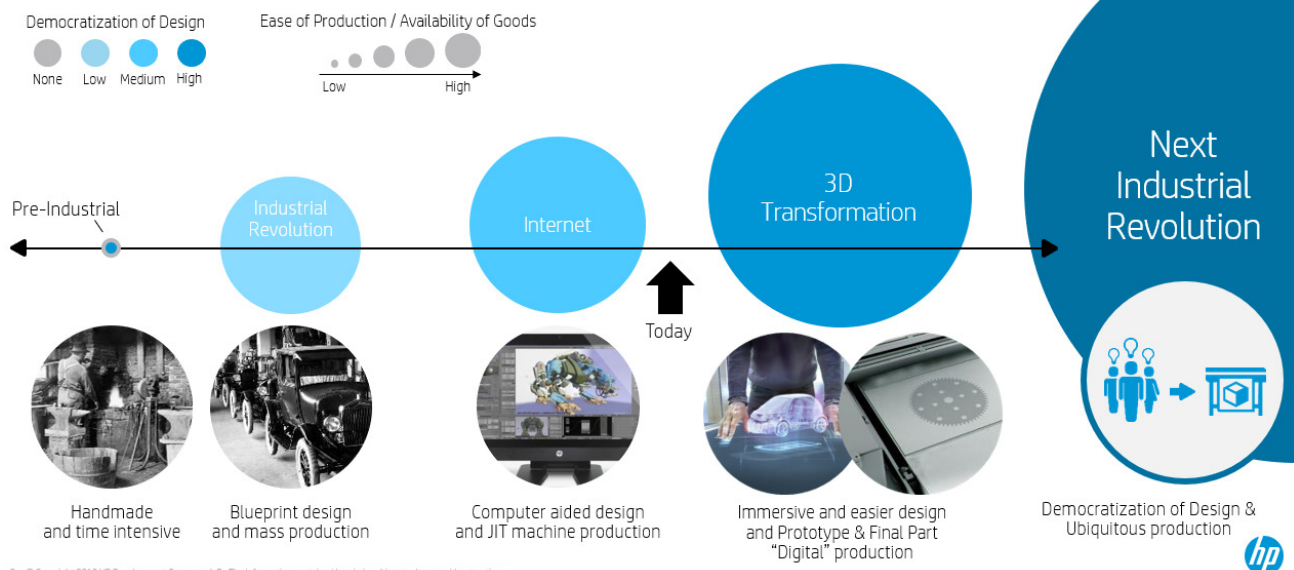 Democratization of Design
None Low Medium High
Ease of Production / Availability of Goods
Low High
Pre-Industrial
Industrial
Revolution
Internet
Today
3D
Transformation
Next
Industrial
Revolution
Handmade
and time intensive
Blueprint design
and mass production
Computer aided design
and JIT machine production
Immersive and easier design
and Prototype & Final Part
"Digital" production
Democratization of Design &
Ubiquitous production
hp